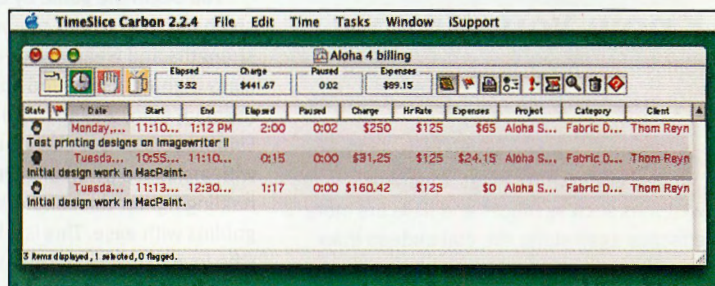 TimeSlice Carbon 2.2.4 File Edit Time Tasks Window iSupport
Aloha 4 billing
Elapsed Charge Paused Expenses
3:32 $441.67 0:02 $89.15
State Date Start End Elapsed Paused Charge HrRate Expenses Project Category Client
Monday,... 11:10... 1:12 PM 2:00 0:02 $250 $125 $65 Aloha S... Fabric D... Thom Reyn
Test printing designs on Imagewriter II
Tuesda... 10:55... 11:10... 0:15 0:00 $31.25 $125 $24.15 Aloha S... Fabric D... Thom Reyn
Initial design work in MacPaint.
Tuesda... 11:13... 12:30... 1:17 0:00 $160.42 $125 $0 Aloha S... Fabric D... Thom Reyn
Initial design work in MacPaint.
3 items displayed, 1 selected, 0 flagged.